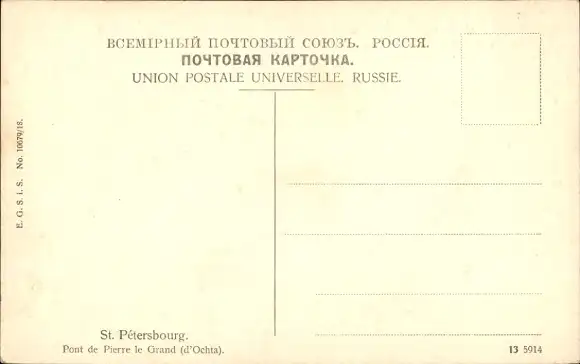 ВСЕМІРНЫЙ ПОЧТОВЫЙ СОЮЗЪ. РОССІЯ.
ПОЧТОВАЯ КАРТОЧКА.
UNION POSTALE UNIVERSELLE. RUSSIE.
E. G. S. i. S. No. 10679/18.
St. Pétersbourg.
Pont de Pierre le Grand (d'Ochta).
13 5914